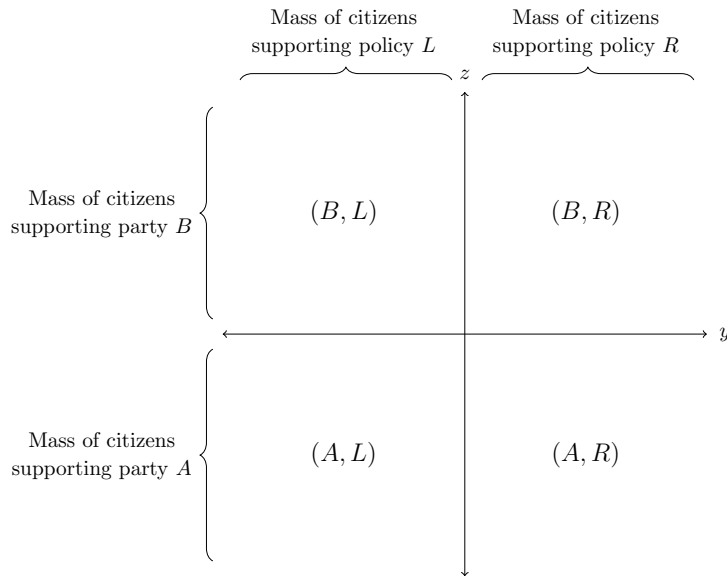 Mass of citizens
supporting policy L
Mass of citizens
supporting policy R
z
Mass of citizens
supporting party B
(B, L)
(B, R)
y
Mass of citizens
supporting party A
(A, L)
(A, R)